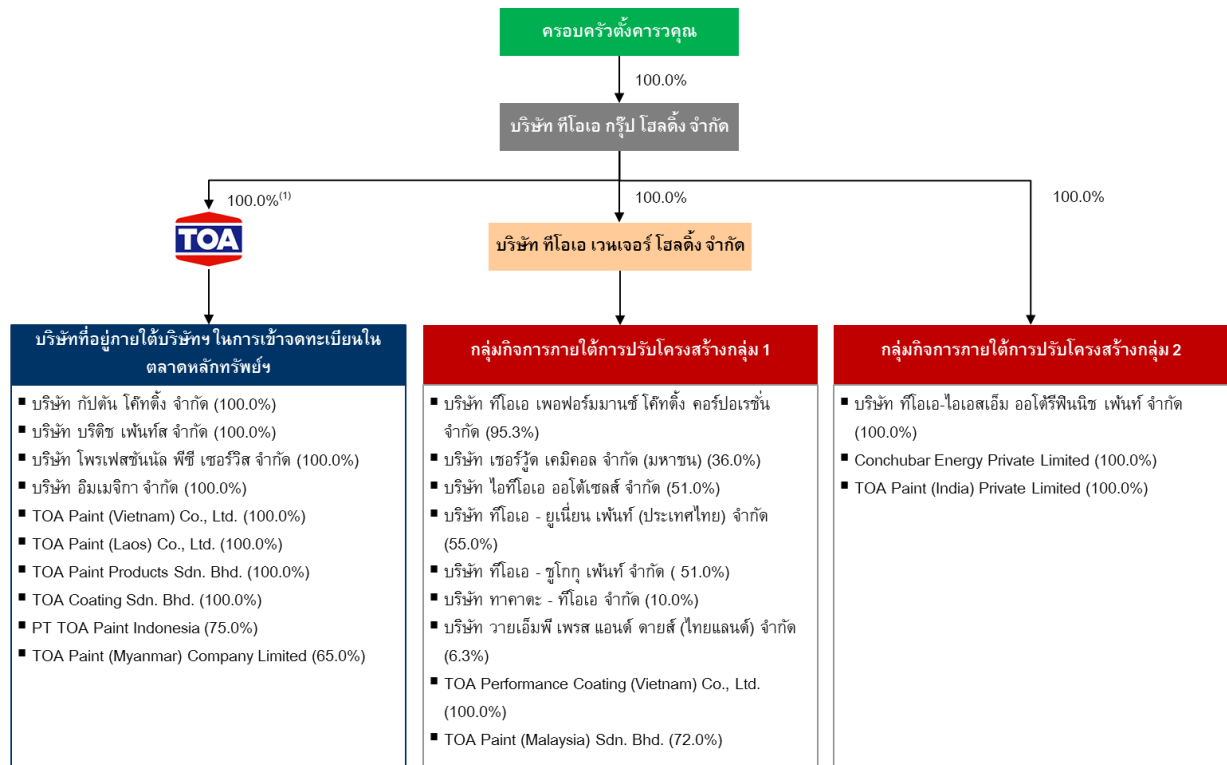 ครอบครัวตั้งคารวคุณ
100.0%
บริษัท ทีโอเอ กรุ๊ป โฮลดิ้ง จำกัด
100.0%(1)
100.0%
100.0%
TOA
บริษัท ทีโอเอ เวนเจอร์ โฮลดิ้ง จำกัด
บริษัทที่อยู่ภายใต้บริษัทฯ ในการเข้าจดทะเบียนใน
ตลาดหลักทรัพย์ฯ
▪ บริษัท กัปตัน โค๊ทติ้ง จำกัด (100.0%)
▪ บริษัท บริติช เพ้นท์ส จำกัด (100.0%)
▪ บริษัท โพรเฟสชันนัล พีซี เซอร์วิส จำกัด (100.0%)
▪ บริษัท อิมเมจิกา จำกัด (100.0%)
▪ TOA Paint (Vietnam) Co., Ltd. (100.0%)
▪ TOA Paint (Laos) Co., Ltd. (100.0%)
▪ TOA Paint Products Sdn. Bhd. (100.0%)
▪ TOA Coating Sdn. Bhd. (100.0%)
▪ PT TOA Paint Indonesia (75.0%)
▪ TOA Paint (Myanmar) Company Limited (65.0%)
กลุ่มกิจการภายใต้การปรับโครงสร้างกลุ่ม 1
▪ บริษัท ทีโอเอ เพอฟอร์มมานซ์ โค๊ทติ้ง คอร์ปอเรชั่น
จำกัด (95.3%)
▪ บริษัท เชอร์วู้ด เคมิคอล จำกัด (มหาชน) (36.0%)
▪ บริษัท ไอทีโอเอ ออโต้เซลส์ จำกัด (51.0%)
▪ บริษัท ทีโอเอ - ยูเนี่ยน เพ้นท์ (ประเทศไทย) จำกัด
(55.0%)
▪ บริษัท ทีโอเอ - ชูโกกุ เพ้นท์ จำกัด ( 51.0%)
▪ บริษัท ทาคาตะ - ทีโอเอ จำกัด (10.0%)
▪ บริษัท วายเอ็มพี เพรส แอนด์ ดายส์ (ไทยแลนด์) จำกัด
(6.3%)
▪ TOA Performance Coating (Vietnam) Co., Ltd.
(100.0%)
▪ TOA Paint (Malaysia) Sdn. Bhd. (72.0%)
กลุ่มกิจการภายใต้การปรับโครงสร้างกลุ่ม 2
▪ บริษัท ทีโอเอ-ไอเอสเอ็ม ออโต้รีฟินนิช เพ้นท์ จำกัด
(100.0%)
▪ Conchubar Energy Private Limited (100.0%)
▪ TOA Paint (India) Private Limited (100.0%)